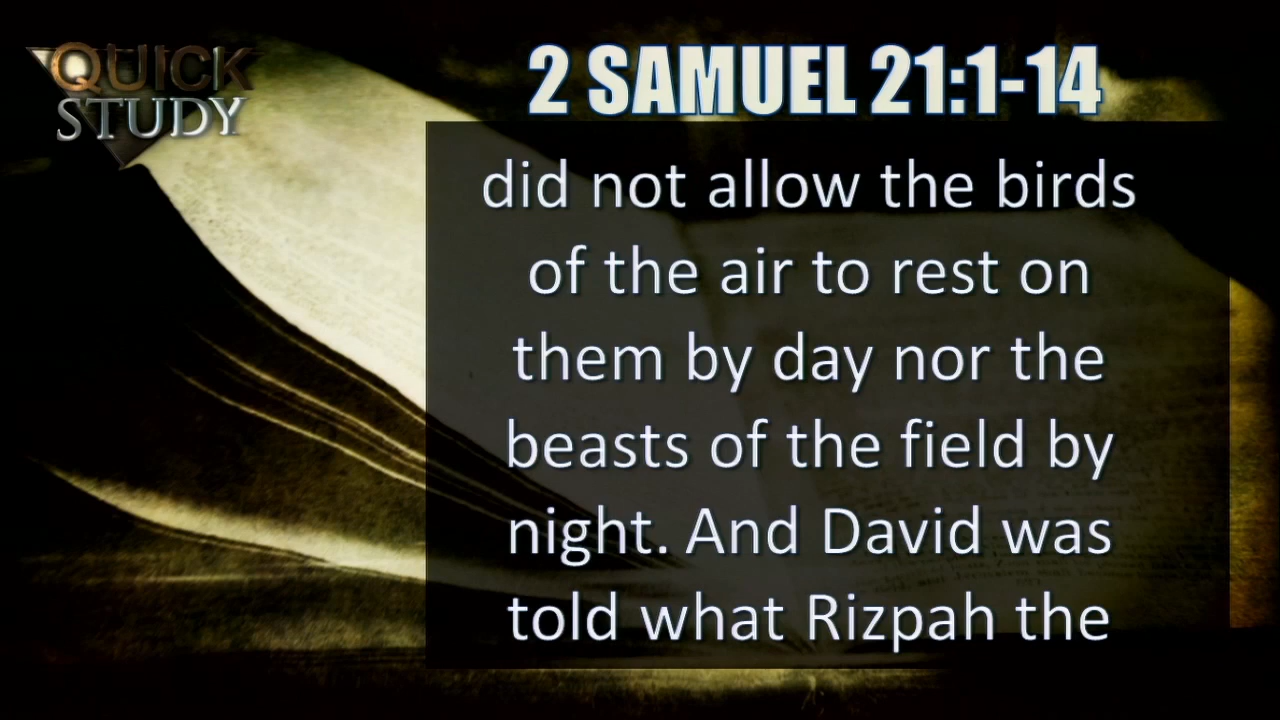 QUICK
STUDY
2 SAMUEL 21:1-14
did not allow the birds
of the air to rest on
them by day nor the
beasts of the field by
night. And David was
told what Rizpah the